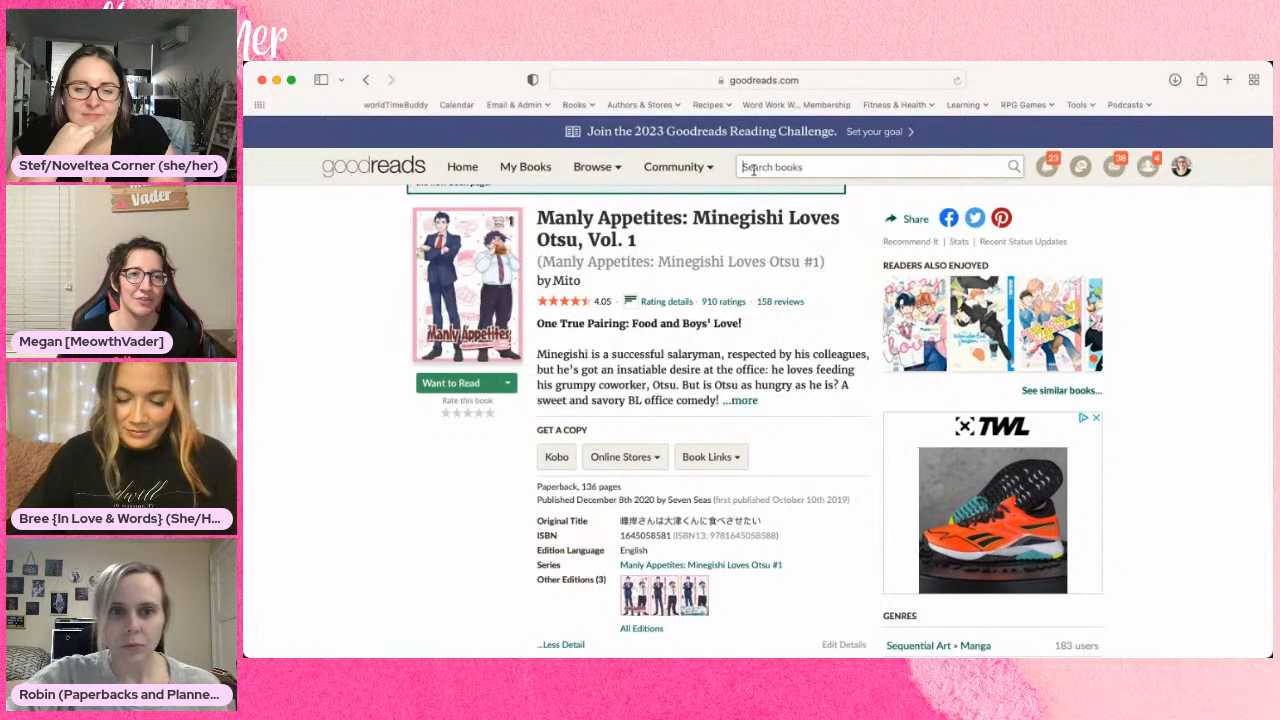 Stef/Noveltea Corner (she/her)
Megan [MeowthVader]
Bree {In Love & Words} (She/H...
Robin (Paperbacks and Planne...
Vader
goodreads.com
worldTimeBuddy Calendar Email & Admin Books Authors & Stores Recipes Word Work W... Membership Fitness & Health Learning RPG Games Tools Podcasts
Join the 2023 Goodreads Reading Challenge. Set your goal
goodreads Home My Books Browse Community Search books 23 38 4
Manly Appetites: Minegishi Loves
Otsu, Vol. 1
(Manly Appetites: Minegishi Loves Otsu #1)
by Mito
4.05 · Rating details · 910 ratings · 158 reviews
One True Pairing: Food and Boys' Love!
Minegishi is a successful salaryman, respected by his colleagues,
but he's got an insatiable desire at the office: he loves feeding
his grumpy coworker, Otsu. But is Otsu as hungry as he is? A
sweet and savory BL office comedy! ...more
Manly Appetites
Want to Read
Rate this book
GET A COPY
Kobo Online Stores Book Links
Paperback, 136 pages
Published December 8th 2020 by Seven Seas (first published October 10th 2019)
Original Title 峰岸さんは大津くんに食べさせたい
ISBN 1645058581 (ISBN13: 9781645058588)
Edition Language English
Series Manly Appetites: Minegishi Loves Otsu #1
Other Editions (3)
All Editions
...Less Detail Edit Details
Share
Recommend It | Stats | Recent Status Updates
READERS ALSO ENJOYED
See similar books...
TWL
GENRES
Sequential Art > Manga 183 users